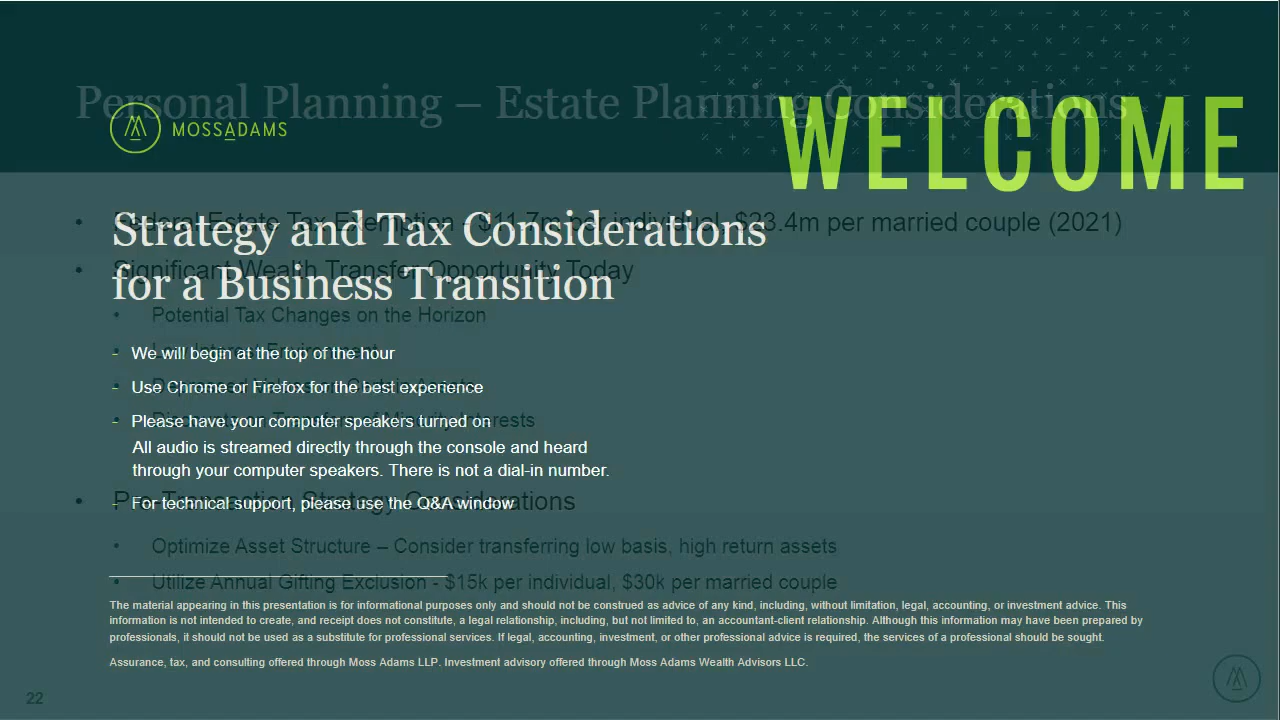 Personal Planning – Estate Planning Considerations
WELCOME
MOSSADAMS
• Federal Estate Tax Exemption - $11.7m per individual, $23.4m per married couple (2021)
Strategy and Tax Considerations
• Significant Wealth Transfer Opportunity Today
for a Business Transition
• Potential Tax Changes on the Horizon
- We will begin at the top of the hour
- Use Chrome or Firefox for the best experience
- Please have your computer speakers turned on
• Discounts on Transfer of Minority Interests
All audio is streamed directly through the console and heard
through your computer speakers. There is not a dial-in number.
• Pre-Transaction Strategy Considerations
- For technical support, please use the Q&A window
• Optimize Asset Structure – Consider transferring low basis, high return assets
• Utilize Annual Gifting Exclusion - $15k per individual, $30k per married couple
The material appearing in this presentation is for informational purposes only and should not be construed as advice of any kind, including, without limitation, legal, accounting, or investment advice. This
information is not intended to create, and receipt does not constitute, a legal relationship, including, but not limited to, an accountant-client relationship. Although this information may have been prepared by
professionals, it should not be used as a substitute for professional services. If legal, accounting, investment, or other professional advice is required, the services of a professional should be sought.
Assurance, tax, and consulting offered through Moss Adams LLP. Investment advisory offered through Moss Adams Wealth Advisors LLC.
22